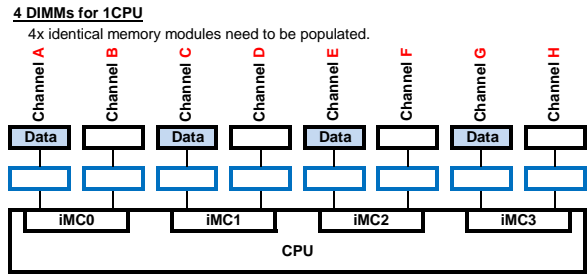 4 DIMMs for 1CPU
4x identical memory modules need to be populated.
Channel A
Channel B
Channel C
Channel D
Channel E
Channel F
Channel G
Channel H
Data
Data
Data
Data
iMC0
iMC1
iMC2
iMC3
CPU